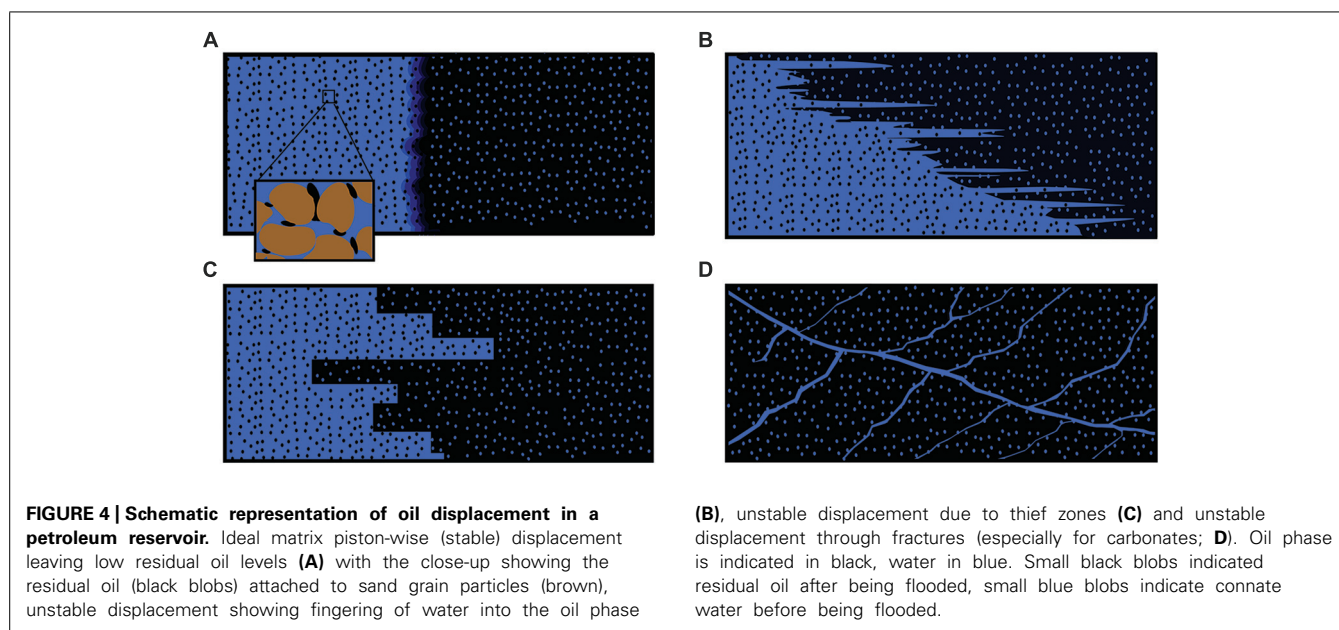 A
B
C
D
FIGURE 4 | Schematic representation of oil displacement in a
petroleum reservoir. Ideal matrix piston-wise (stable) displacement
leaving low residual oil levels (A) with the close-up showing the
residual oil (black blobs) attached to sand grain particles (brown),
unstable displacement showing fingering of water into the oil phase
(B), unstable displacement due to thief zones (C) and unstable
displacement through fractures (especially for carbonates; D). Oil phase
is indicated in black, water in blue. Small black blobs indicated
residual oil after being flooded, small blue blobs indicate connate
water before being flooded.